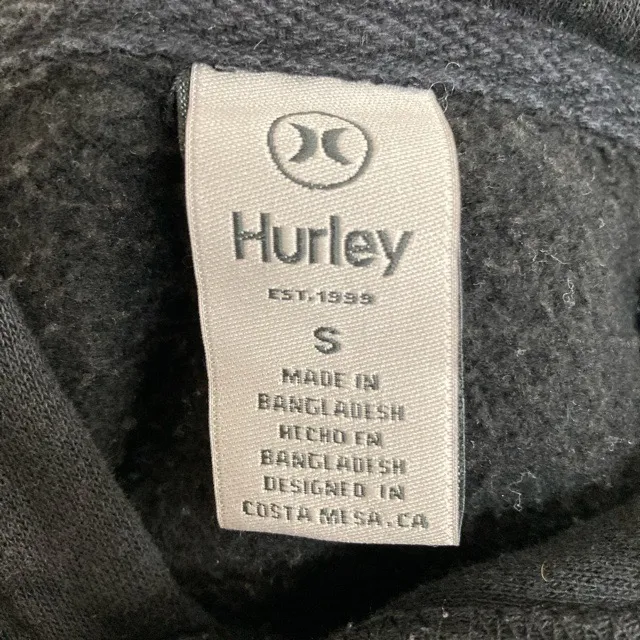 Hurley
EST.1999
S
MADE IN
BANGLADESH
HECHO EN
BANGLADESH
DESIGNED IN
COSTA MESA.CA